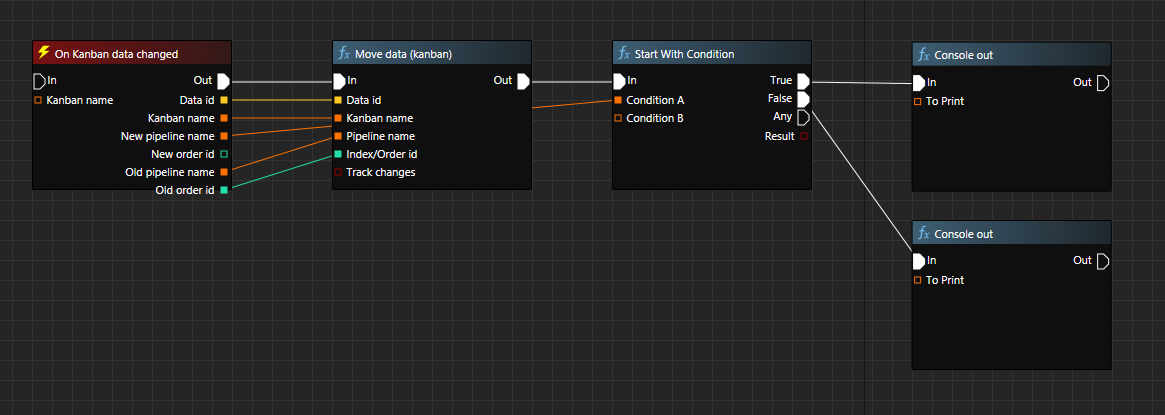 On Kanban data changed
In
Out
Kanban name
Data id
Kanban name
New pipeline name
New order id
Old pipeline name
Old order id
fx Move data (kanban)
In
Out
Data id
Kanban name
Pipeline name
Index/Order id
Track changes
fx Start With Condition
In
True
Condition A
False
Condition B
Any
Result
fx Console out
In
Out
To Print
fx Console out
In
Out
To Print